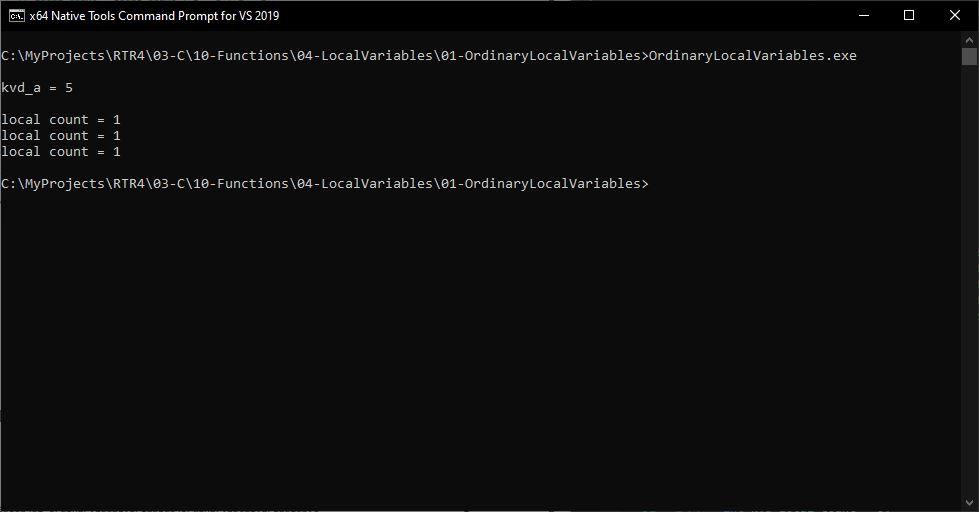 x64 Native Tools Command Prompt for VS 2019
C:\MyProjects\RTR4\03-C\10-Functions\04-LocalVariables\01-OrdinaryLocalVariables>OrdinaryLocalVariables.exe
kvd_a = 5
local count = 1
local count = 1
local count = 1
C:\MyProjects\RTR4\03-C\10-Functions\04-LocalVariables\01-OrdinaryLocalVariables>